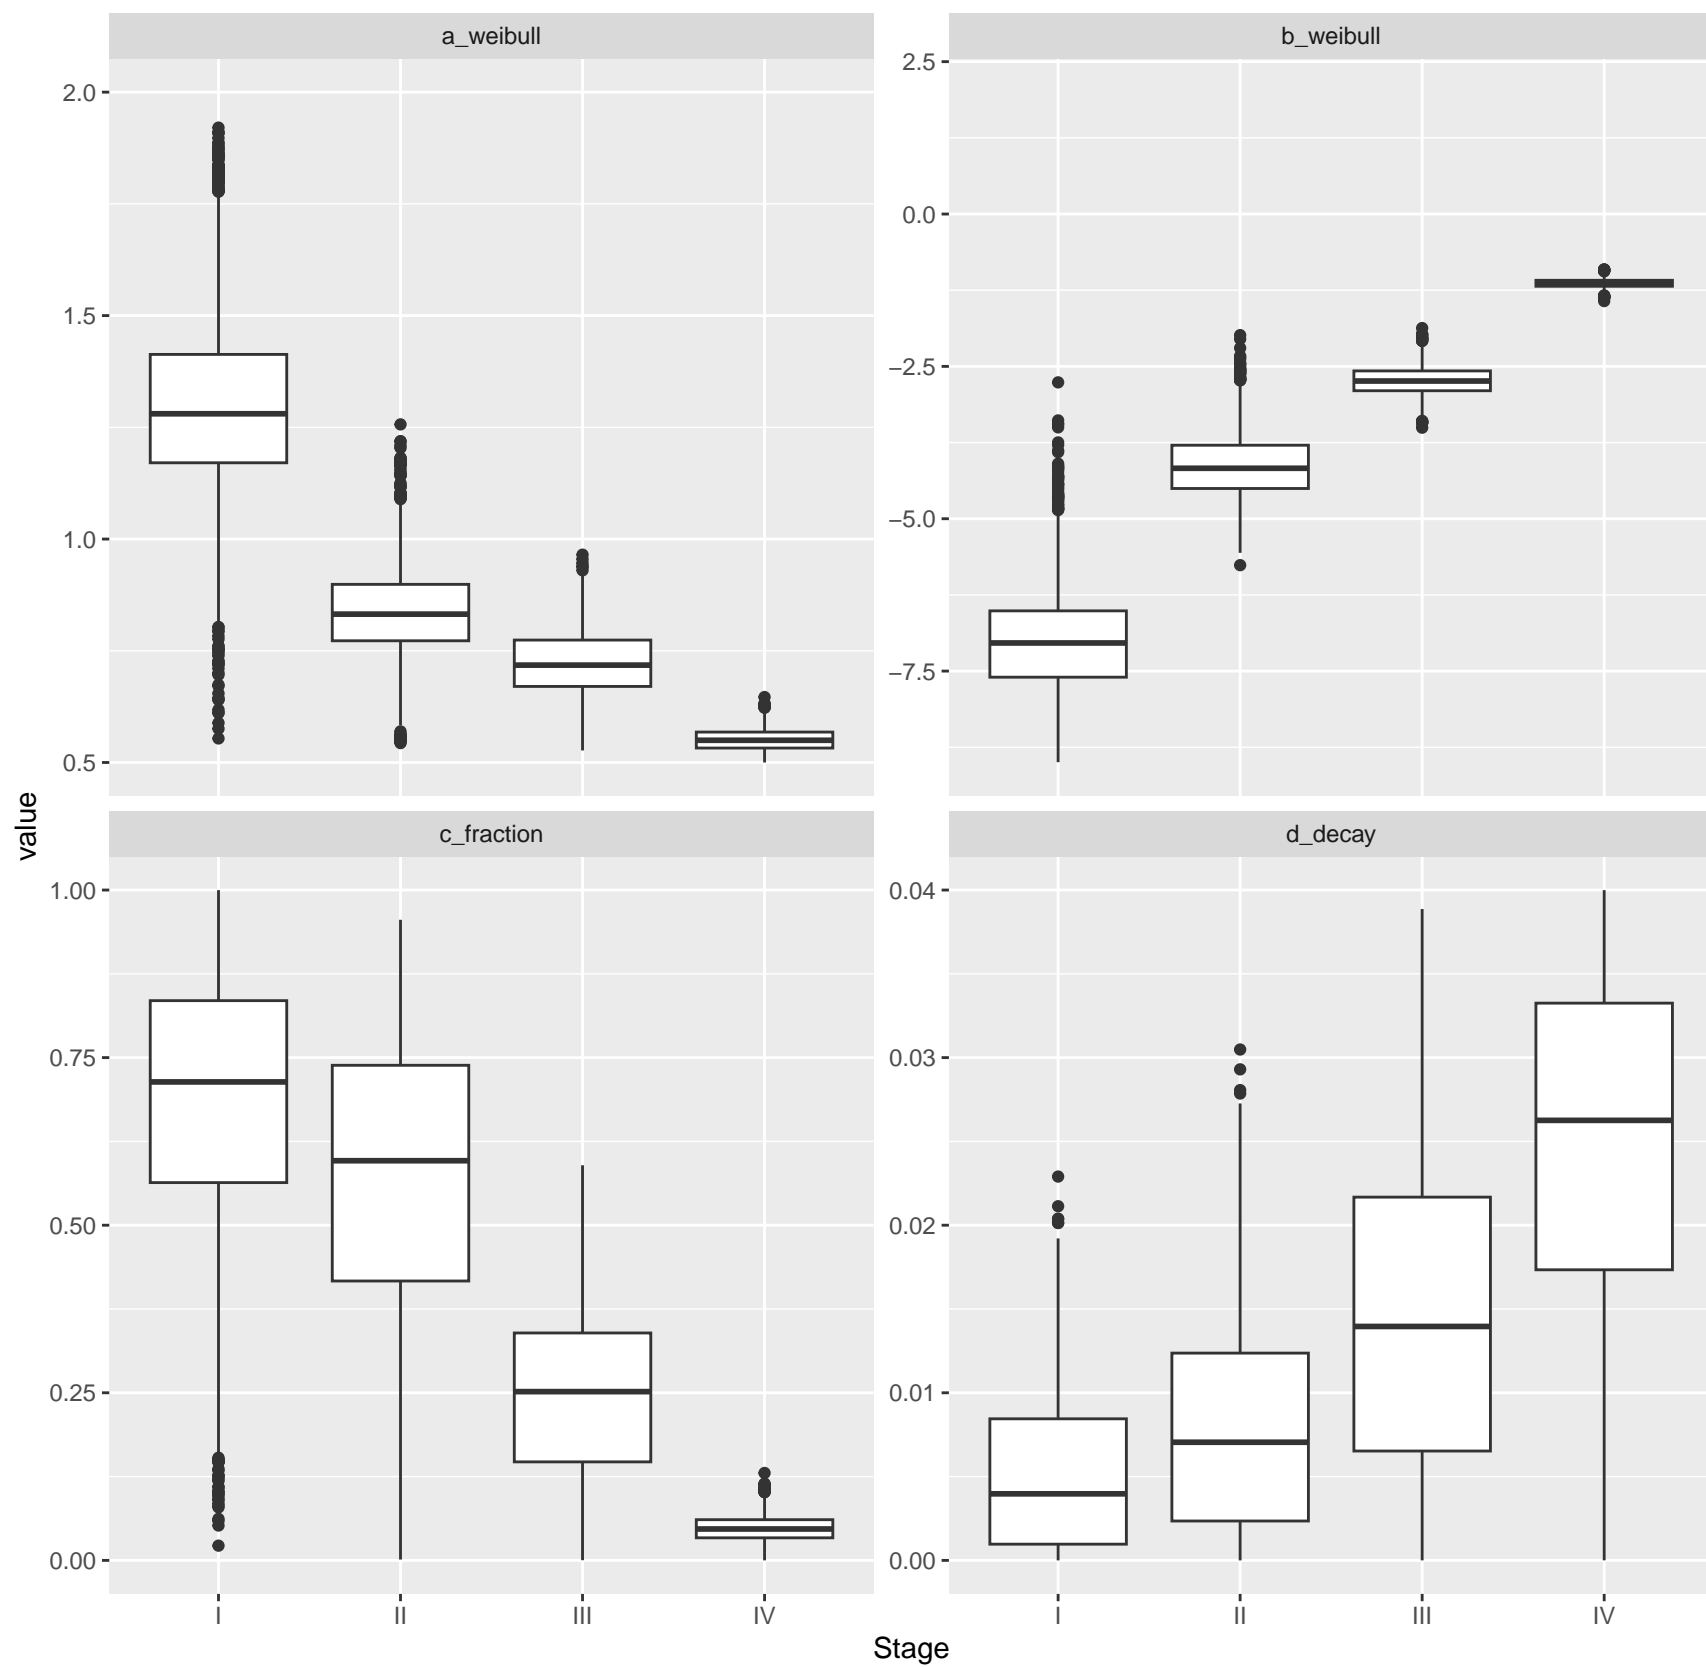 a_weibull
b_weibull
2.0
1.5
1.0
0.5
2.5
0.0
−2.5
−5.0
−7.5
value
c_fraction
d_decay
1.00
0.75
0.50
0.25
0.00
0.04
0.03
0.02
0.01
0.00
I II III IV
I II III IV
Stage